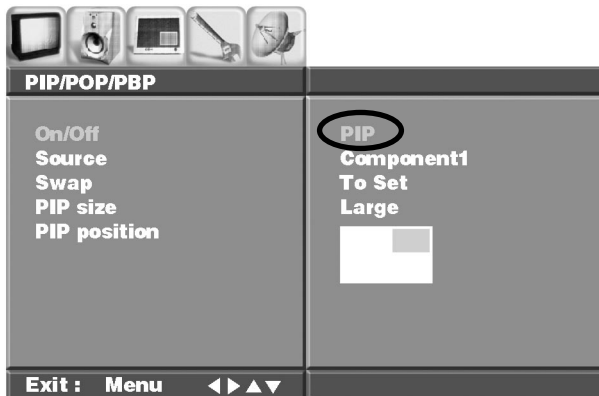 PIP/POP/PBP
On/Off PIP
Source Component1
Swap To Set
PIP size Large
PIP position
Exit : Menu ◀▶▲▼